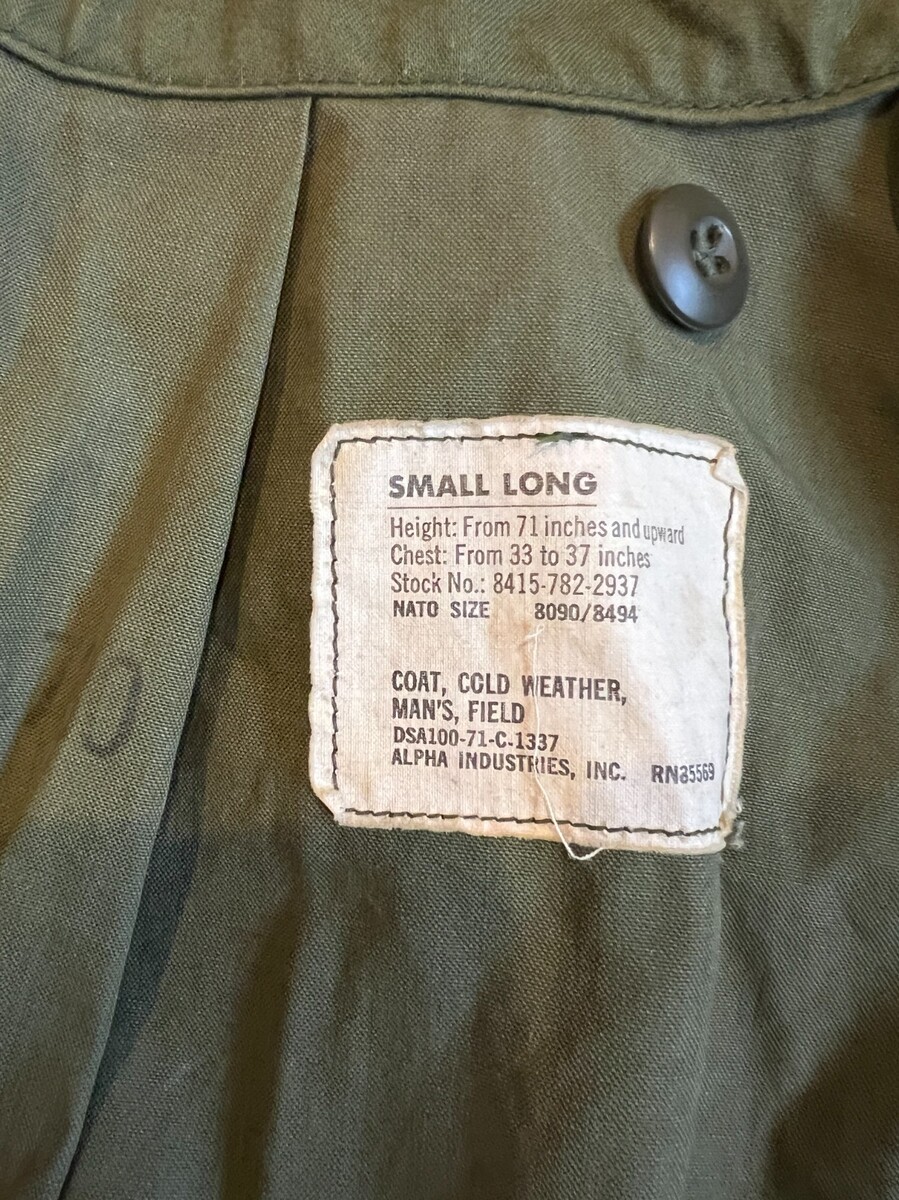 SMALL LONG
Height: From 71 inches and upward
Chest: From 33 to 37 inches
Stock No.: 8415-782-2937
NATO SIZE 8090/8494
COAT, COLD WEATHER,
MAN'S, FIELD
DSA100-71-C-1337
ALPHA INDUSTRIES, INC. RN35569